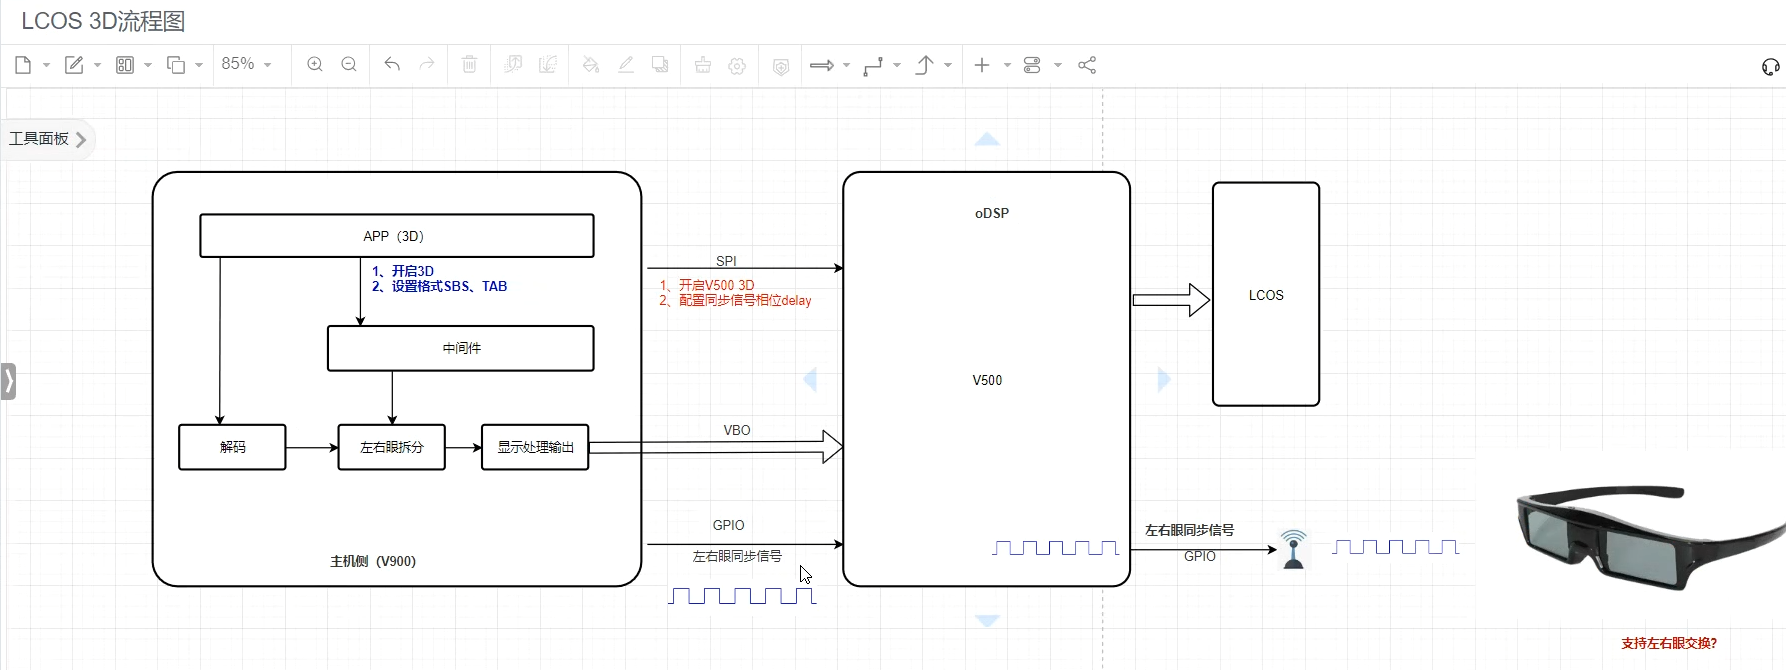 LCOS 3D流程图
85%
工具面板
APP（3D）
1、开启3D
2、设置格式SBS、TAB
中间件
解码
左右眼拆分
显示处理输出
主机侧（V900）
SPI
1、开启V500 3D
2、配置同步信号相位delay
VBO
GPIO
左右眼同步信号
oDSP
V500
LCOS
左右眼同步信号
GPIO
支持左右眼交换?